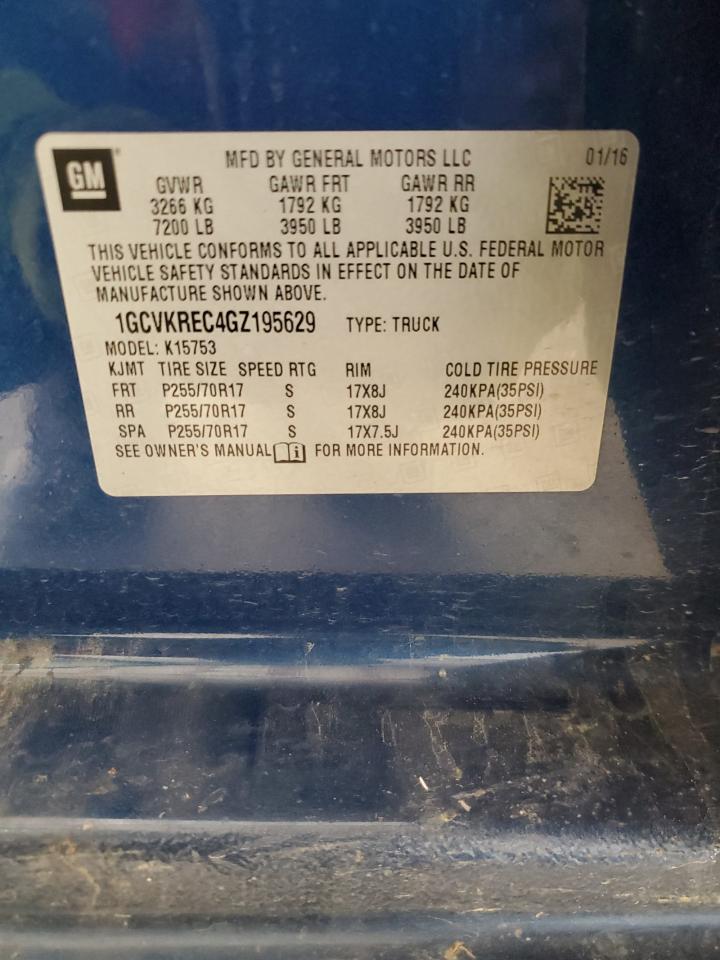 GM
MFD BY GENERAL MOTORS LLC 01/16
GVWR GAWR FRT GAWR RR
3266 KG 1792 KG 1792 KG
7200 LB 3950 LB 3950 LB
THIS VEHICLE CONFORMS TO ALL APPLICABLE U.S. FEDERAL MOTOR
VEHICLE SAFETY STANDARDS IN EFFECT ON THE DATE OF
MANUFACTURE SHOWN ABOVE.
1GCVKREC4GZ195629 TYPE: TRUCK
MODEL: K15753
KJMT TIRE SIZE SPEED RTG RIM COLD TIRE PRESSURE
FRT P255/70R17 S 17X8J 240KPA(35PSI)
RR P255/70R17 S 17X8J 240KPA(35PSI)
SPA P255/70R17 S 17X7.5J 240KPA(35PSI)
SEE OWNER'S MANUAL FOR MORE INFORMATION.